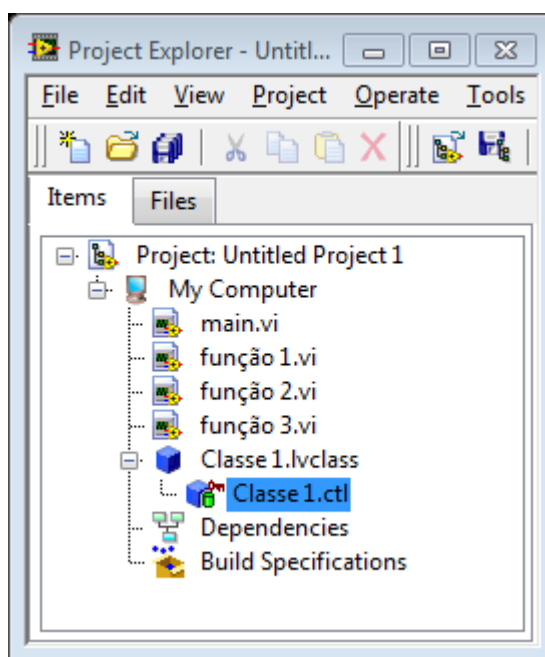 Project Explorer - Untitl...
File Edit View Project Operate Tools
Items Files
Project: Untitled Project 1
My Computer
main.vi
função 1.vi
função 2.vi
função 3.vi
Classe 1.lvclass
Classe 1.ctl
Dependencies
Build Specifications